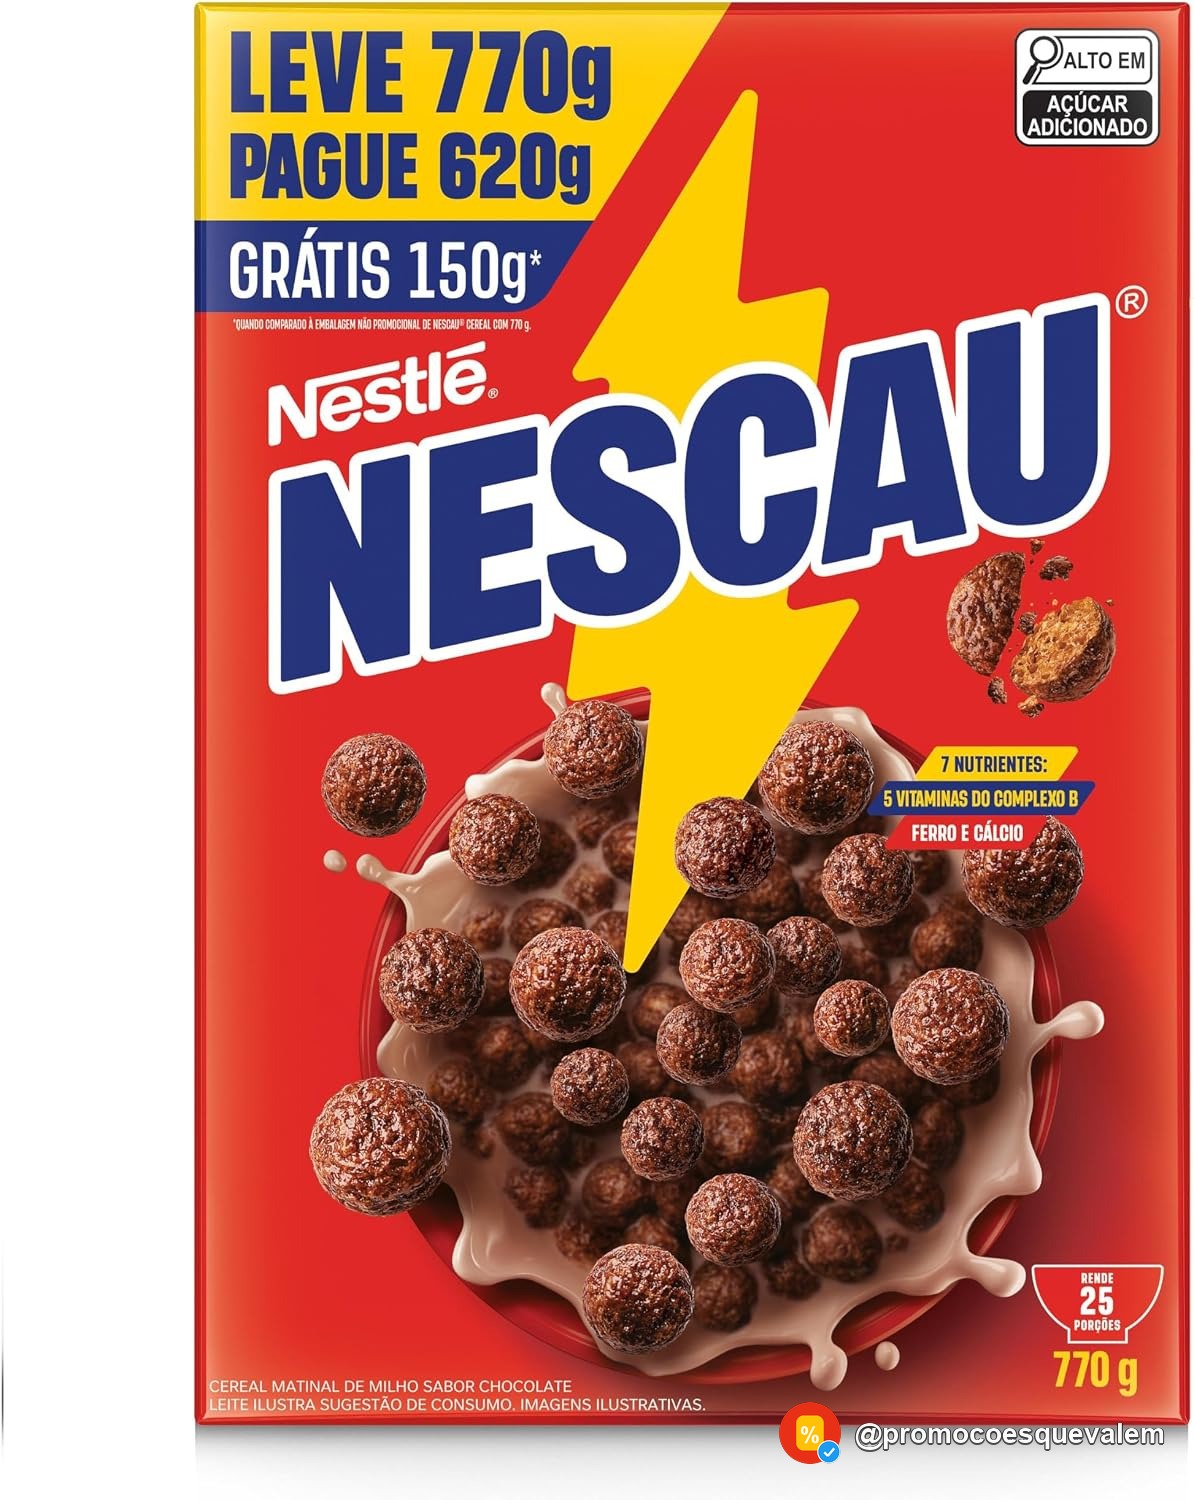 LEVE 770g
PAGUE 620g
GRÁTIS 150g*
*QUANDO COMPARADO À EMBALAGEM NÃO PROMOCIONAL DE NESCAU® CEREAL COM 770 g.
ALTO EM
AÇÚCAR
ADICIONADO
Nestlé®
NESCAU®
7 NUTRIENTES:
5 VITAMINAS DO COMPLEXO B
FERRO E CÁLCIO
RENDE
25
PORÇÕES
770 g
CEREAL MATINAL DE MILHO SABOR CHOCOLATE
LEITE ILUSTRA SUGESTÃO DE CONSUMO. IMAGENS ILUSTRATIVAS.
%
@promocoesquevalem